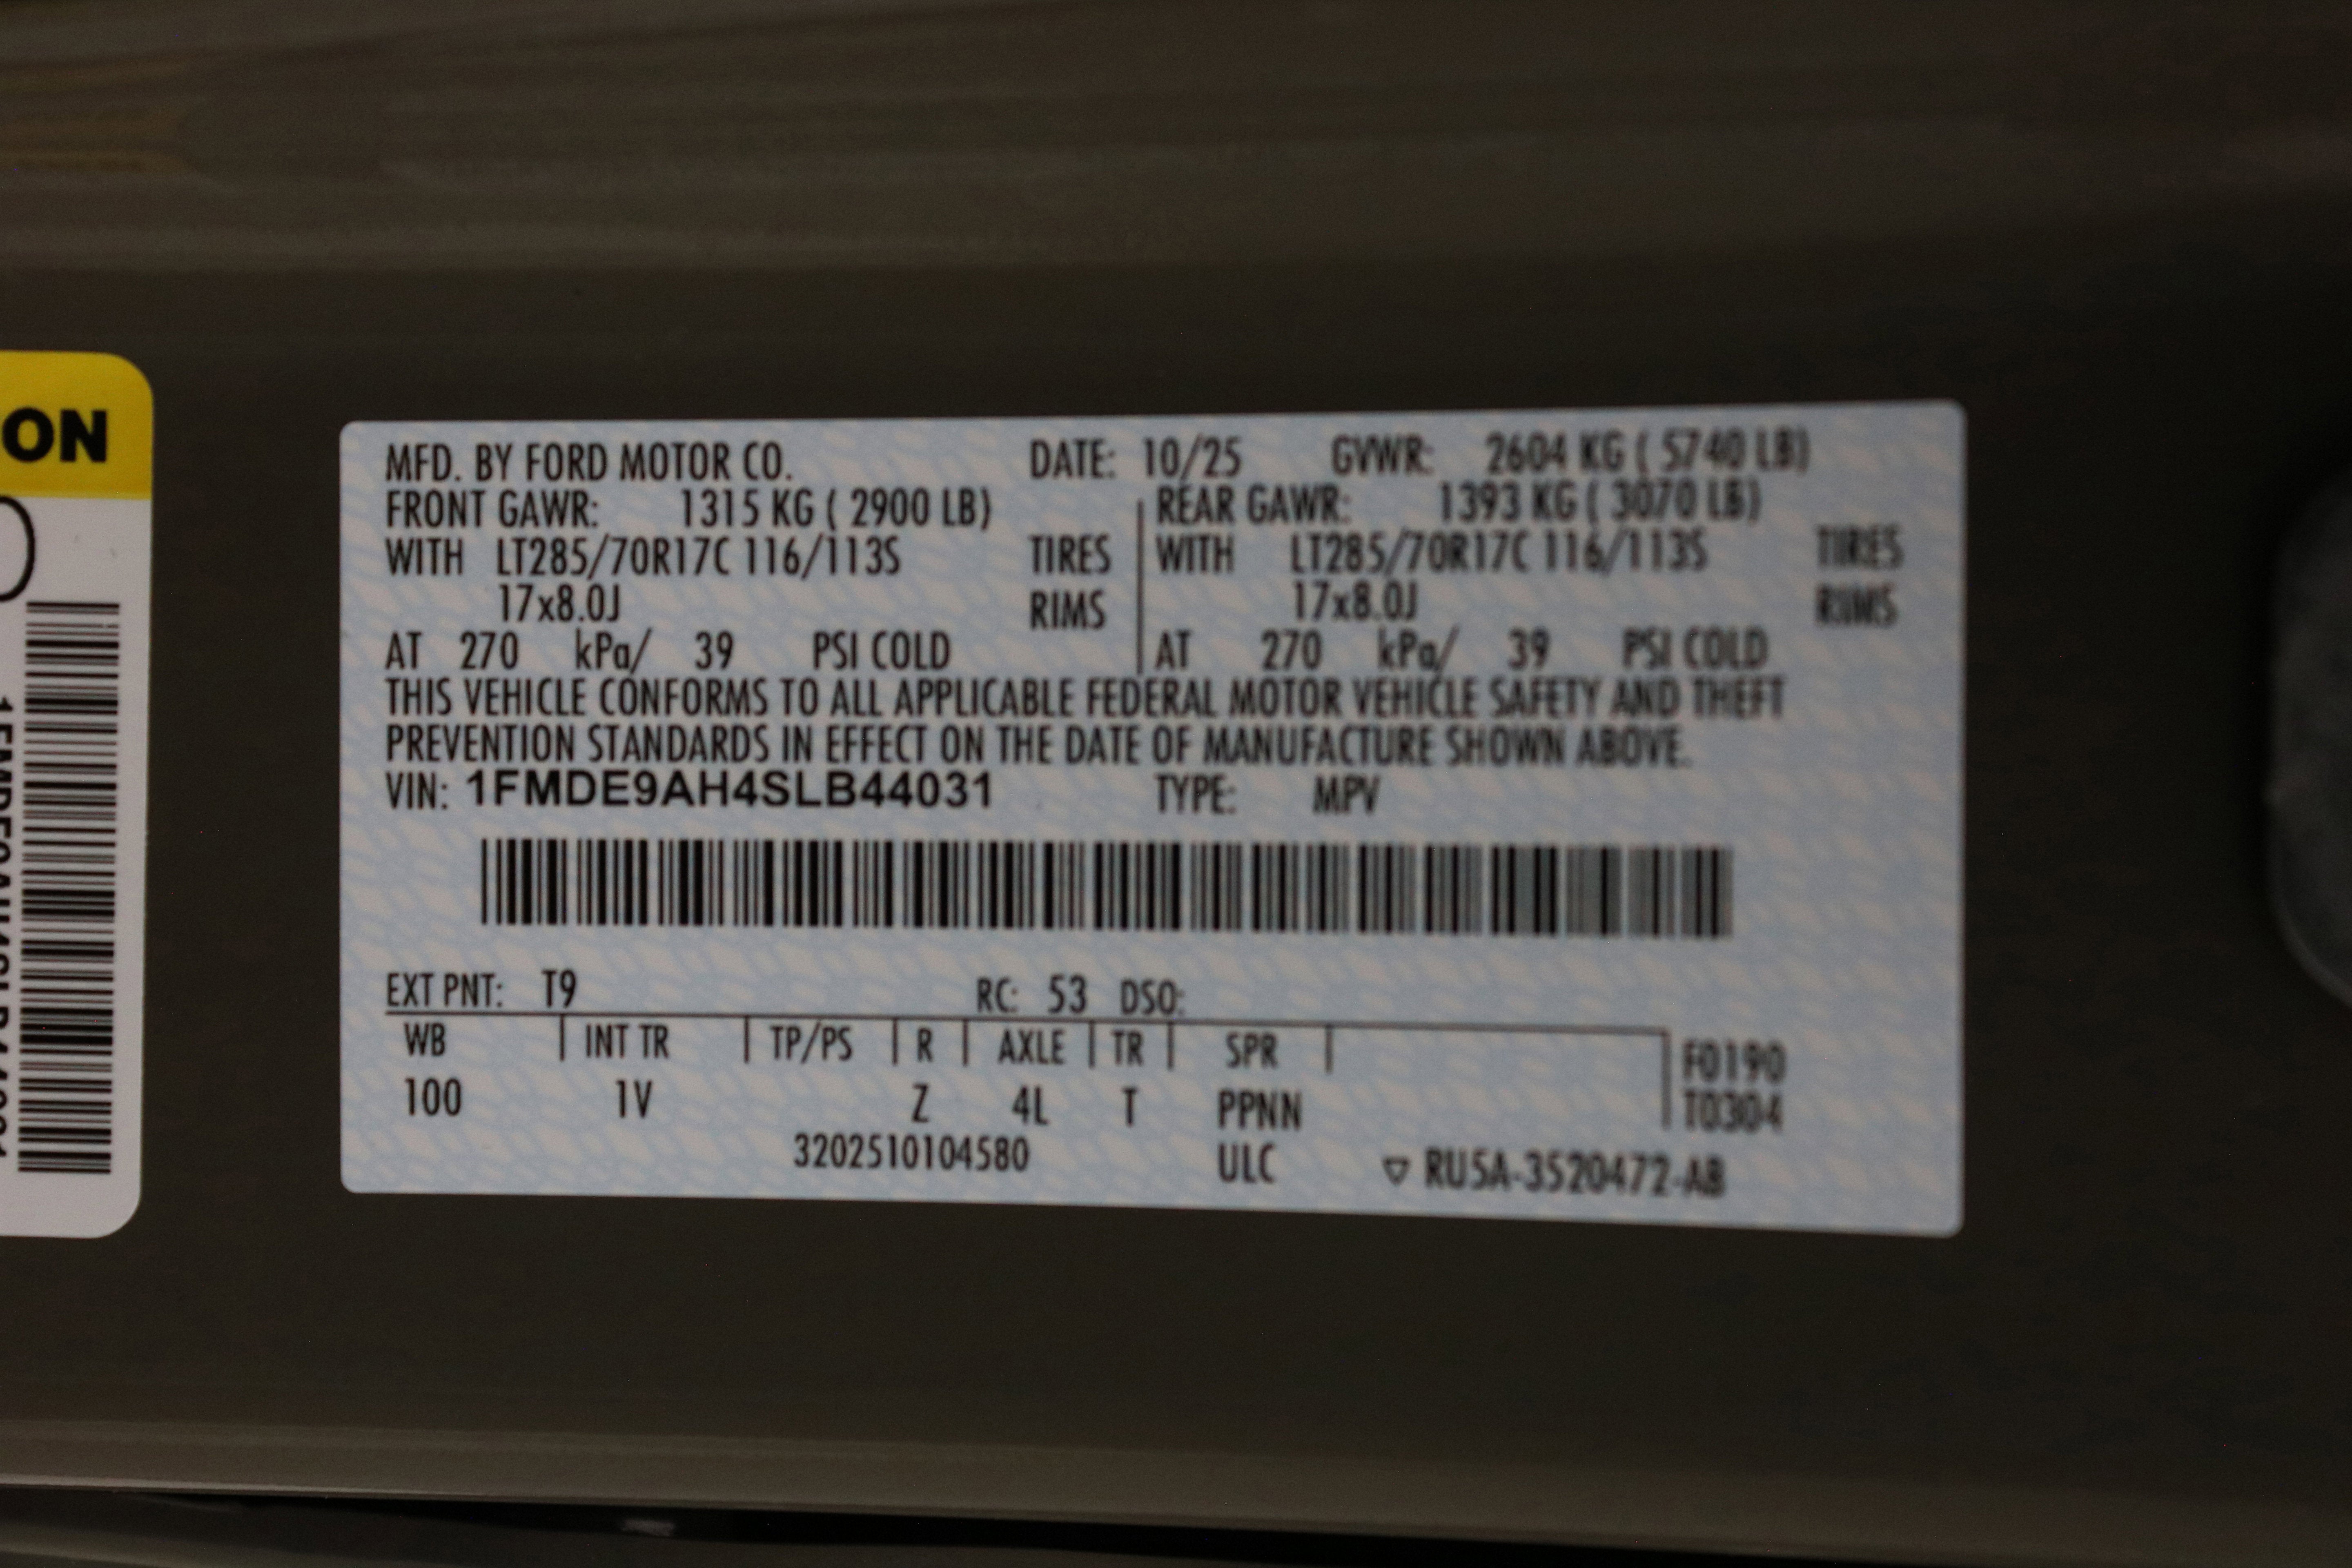 ON
MFD. BY FORD MOTOR CO. DATE: 10/25 GVWR: 2604 KG ( 5740 LB)
FRONT GAWR: 1315 KG ( 2900 LB) REAR GAWR: 1393 KG ( 3070 LB)
WITH LT285/70R17C 116/113S TIRES WITH LT285/70R17C 116/113S TIRES
17x8.0J RIMS 17x8.0J RIMS
AT 270 kPa/ 39 PSI COLD AT 270 kPa/ 39 PSI COLD
THIS VEHICLE CONFORMS TO ALL APPLICABLE FEDERAL MOTOR VEHICLE SAFETY AND THEFT
PREVENTION STANDARDS IN EFFECT ON THE DATE OF MANUFACTURE SHOWN ABOVE.
VIN: 1FMDE9AH4SLB44031 TYPE: MPV
EXT PNT: T9 RC: 53 DSO:
WB INT TR TP/PS R AXLE TR SPR F0190
100 1V Z 4L T PPNN T0304
3202510104580 ULC ▽ RU5A-3520472-AB